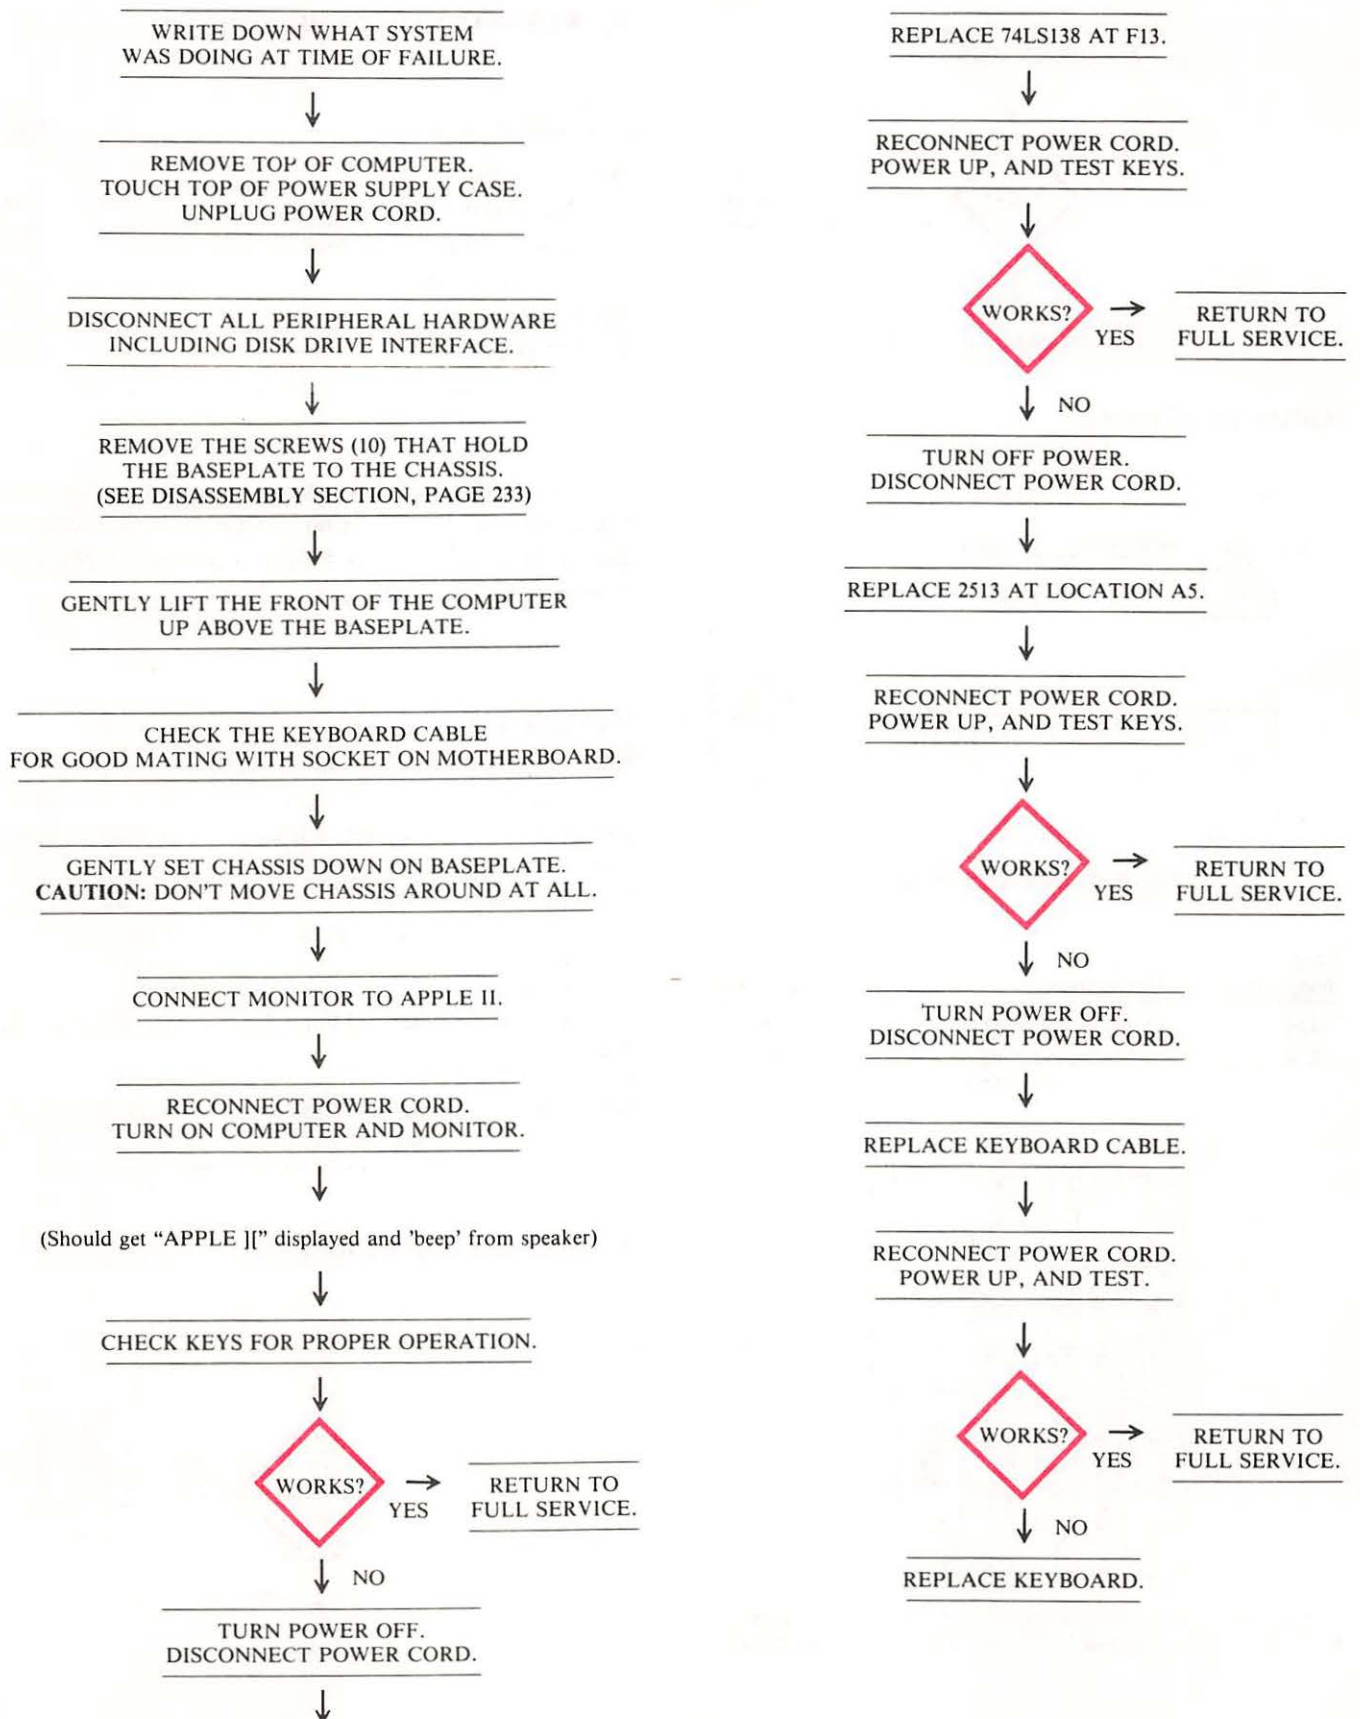 WRITE DOWN WHAT SYSTEM
WAS DOING AT TIME OF FAILURE.
REMOVE TOP OF COMPUTER.
TOUCH TOP OF POWER SUPPLY CASE.
UNPLUG POWER CORD.
DISCONNECT ALL PERIPHERAL HARDWARE
INCLUDING DISK DRIVE INTERFACE.
REMOVE THE SCREWS (10) THAT HOLD
THE BASEPLATE TO THE CHASSIS.
(SEE DISASSEMBLY SECTION, PAGE 233)
GENTLY LIFT THE FRONT OF THE COMPUTER
UP ABOVE THE BASEPLATE.
CHECK THE KEYBOARD CABLE
FOR GOOD MATING WITH SOCKET ON MOTHERBOARD.
GENTLY SET CHASSIS DOWN ON BASEPLATE.
CAUTION: DON'T MOVE CHASSIS AROUND AT ALL.
CONNECT MONITOR TO APPLE II.
RECONNECT POWER CORD.
TURN ON COMPUTER AND MONITOR.
(Should get “APPLE ][” displayed and 'beep' from speaker)
CHECK KEYS FOR PROPER OPERATION.
WORKS?
YES
RETURN TO
FULL SERVICE.
NO
TURN POWER OFF.
DISCONNECT POWER CORD.
REPLACE 74LS138 AT F13.
RECONNECT POWER CORD.
POWER UP, AND TEST KEYS.
WORKS?
YES
RETURN TO
FULL SERVICE.
NO
TURN OFF POWER.
DISCONNECT POWER CORD.
REPLACE 2513 AT LOCATION A5.
RECONNECT POWER CORD.
POWER UP, AND TEST KEYS.
WORKS?
YES
RETURN TO
FULL SERVICE.
NO
TURN POWER OFF.
DISCONNECT POWER CORD.
REPLACE KEYBOARD CABLE.
RECONNECT POWER CORD.
POWER UP, AND TEST.
WORKS?
YES
RETURN TO
FULL SERVICE.
NO
REPLACE KEYBOARD.